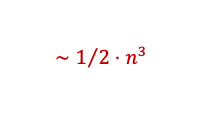 ~ 1/2 · n³